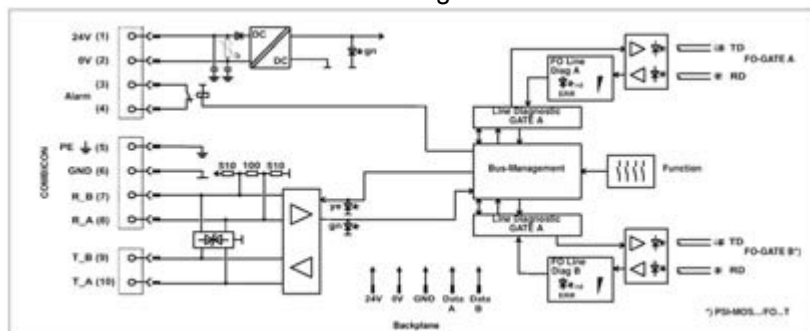 24V (1)
0V (2)
(3)
Alarm
(4)
DC
DC
gn
COMBICON
PE (5)
GND (6)
R_B (7)
R_A (8)
T_B (9)
T_A (10)
510 100 510
ye
gn
FO Line
Diag A
ERR
Line Diagnostic
GATE A
Bus-Management
Function
Line Diagnostic
GATE A
FO Line
Diag B
ERR
TD
FO-GATE A
RD
TD
FO-GATE B*)
RD
24V 0V GND Data A Data B
Backplane
*) PSI-MOS....FO...T